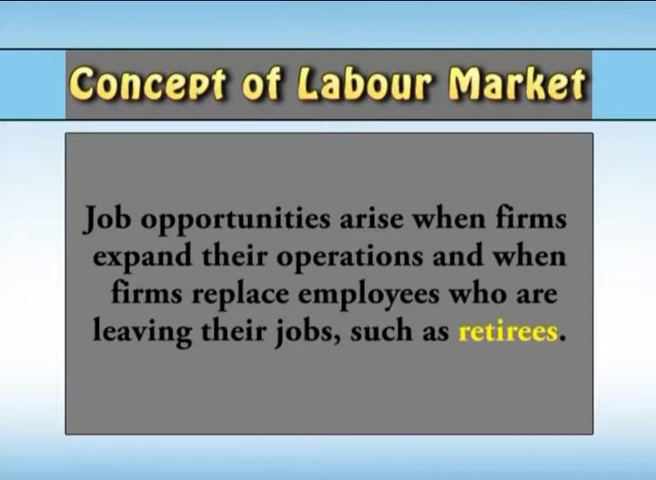 Concept of Labour Market
Job opportunities arise when firms
expand their operations and when
firms replace employees who are
leaving their jobs, such as retirees.